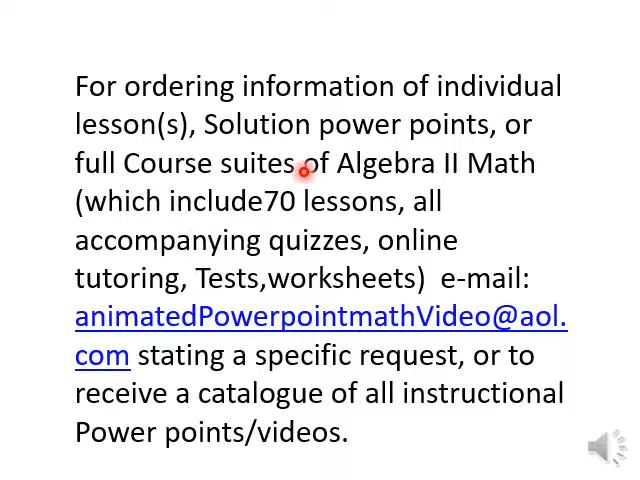 For ordering information of individual
lesson(s), Solution power points, or
full Course suites of Algebra II Math
(which include70 lessons, all
accompanying quizzes, online
tutoring, Tests,worksheets)  e-mail:
animatedPowerpointmathVideo@aol.
com stating a specific request, or to
receive a catalogue of all instructional
Power points/videos.